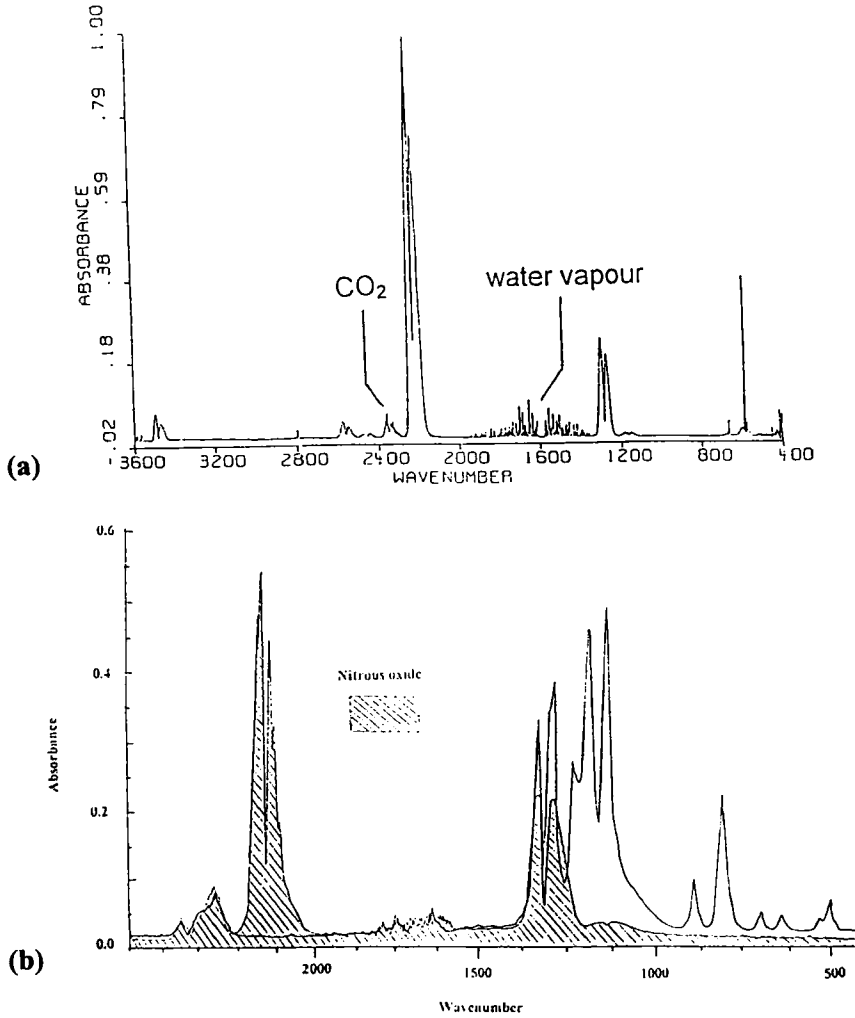 1.00
.79
.59
.38
.18
-.02
ABSORBANCE
CO2
water vapour
3600 3200 2800 2400 2000 1600 1200 800 400
WAVENUMBER
(a)
0.6
0.4
0.2
0.0
Absorbance
Nitrous oxide
2000 1500 1000 500
Wavenumber
(b)